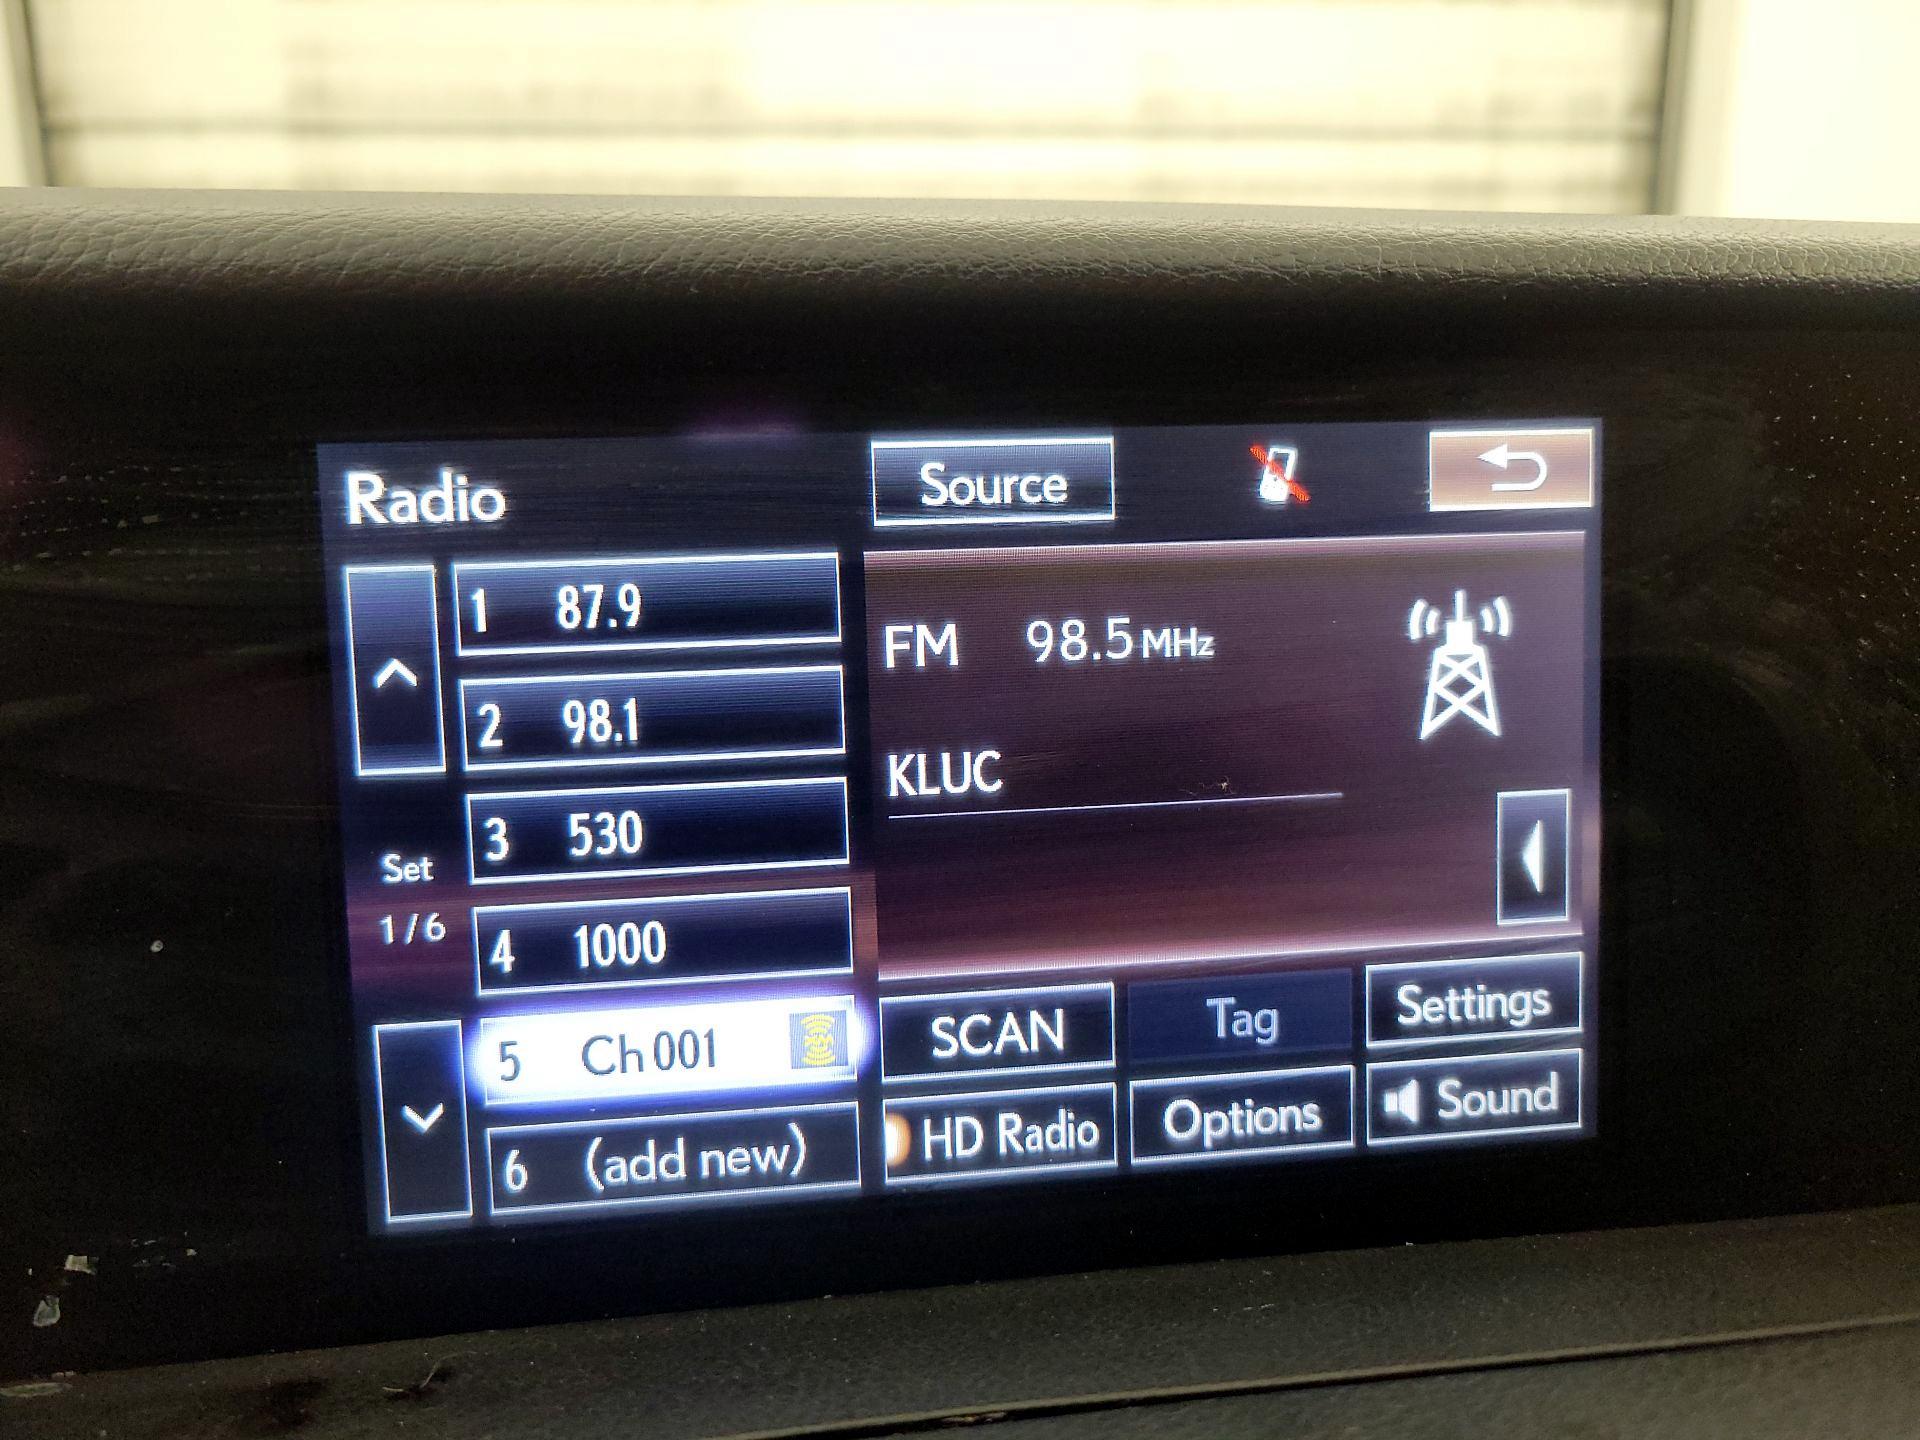 Radio
Source
1 87.9
2 98.1
3 530
4 1000
5 Ch 001 XM
6 (add new)
Set
1/6
FM 98.5 MHz
KLUC
SCAN
Tag
Settings
HD Radio
Options
Sound